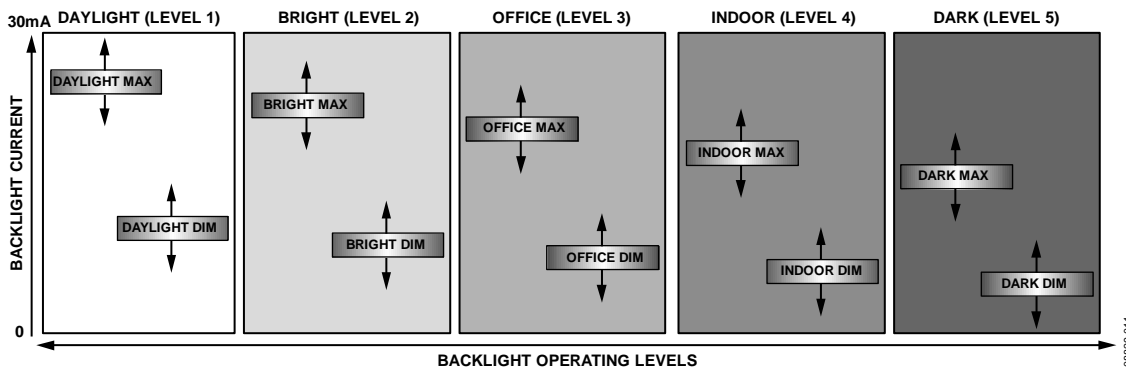 30mA
DAYLIGHT (LEVEL 1)
BRIGHT (LEVEL 2)
OFFICE (LEVEL 3)
INDOOR (LEVEL 4)
DARK (LEVEL 5)
BACKLIGHT CURRENT
DAYLIGHT MAX
BRIGHT MAX
OFFICE MAX
INDOOR MAX
DARK MAX
DAYLIGHT DIM
BRIGHT DIM
OFFICE DIM
INDOOR DIM
DARK DIM
0
BACKLIGHT OPERATING LEVELS